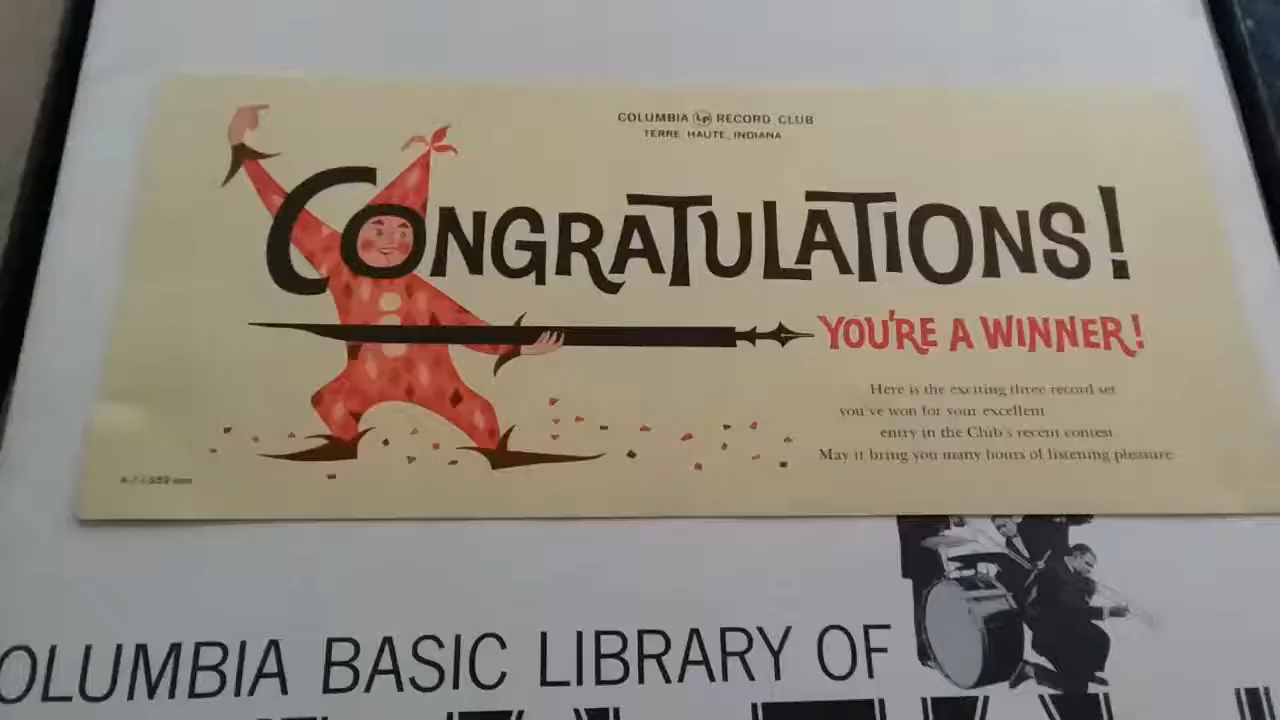 COLUMBIA Lp RECORD CLUB
TERRE HAUTE, INDIANA
CONGRATULATIONS!
YOU'RE A WINNER!
Here is the exciting three record set
you've won for your excellent
entry in the Club's recent contest.
May it bring you many hours of listening pleasure
OLUMBIA BASIC LIBRARY OF